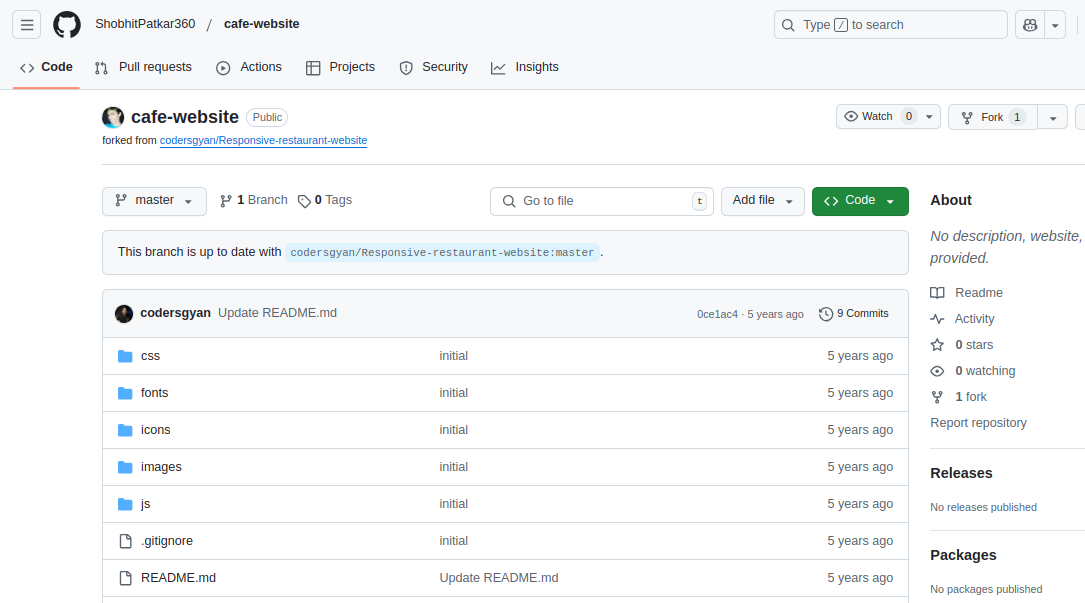 ShobhitPatkar360 / cafe-website
Type / to search
Code Pull requests Actions Projects Security Insights
cafe-website Public
Watch 0 Fork 1
forked from codersgyan/Responsive-restaurant-website
master 1 Branch 0 Tags Go to file t Add file Code
This branch is up to date with codersgyan/Responsive-restaurant-website:master.
codersgyan Update README.md 0ce1ac4 · 5 years ago 9 Commits
css initial 5 years ago
fonts initial 5 years ago
icons initial 5 years ago
images initial 5 years ago
js initial 5 years ago
.gitignore initial 5 years ago
README.md Update README.md 5 years ago
About
No description, website,
provided.
Readme
Activity
0 stars
0 watching
1 fork
Report repository
Releases
No releases published
Packages
No packages published